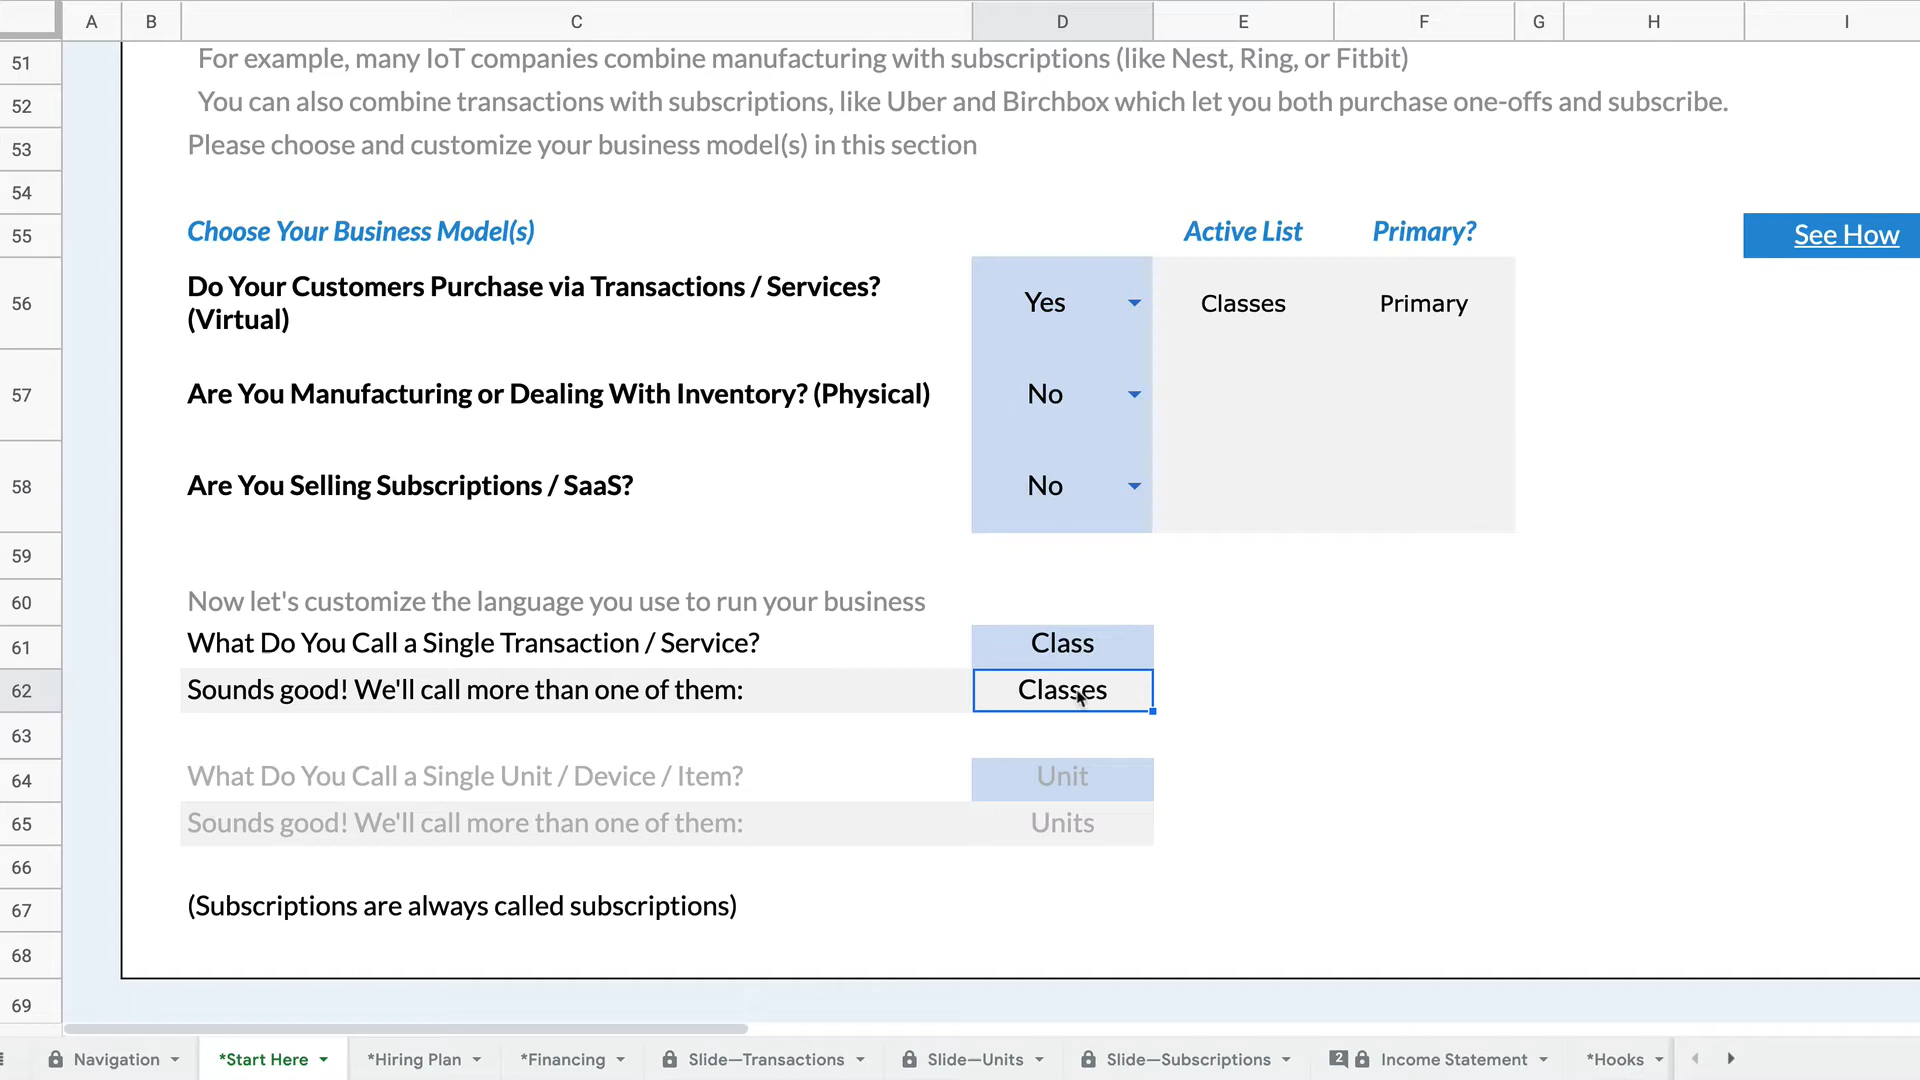 A B C D E F G H I
51 For example, many IoT companies combine manufacturing with subscriptions (like Nest, Ring, or Fitbit)
52 You can also combine transactions with subscriptions, like Uber and Birchbox which let you both purchase one-offs and subscribe.
53 Please choose and customize your business model(s) in this section
54
55 Choose Your Business Model(s) Active List Primary? See How
56 Do Your Customers Purchase via Transactions / Services? (Virtual) Yes Classes Primary
57 Are You Manufacturing or Dealing With Inventory? (Physical) No
58 Are You Selling Subscriptions / SaaS? No
59
60 Now let's customize the language you use to run your business
61 What Do You Call a Single Transaction / Service? Class
62 Sounds good! We'll call more than one of them: Classes
63
64 What Do You Call a Single Unit / Device / Item? Unit
65 Sounds good! We'll call more than one of them: Units
66
67 (Subscriptions are always called subscriptions)
68
69
Navigation *Start Here *Hiring Plan *Financing Slide—Transactions Slide—Units Slide—Subscriptions 2 Income Statement *Hooks